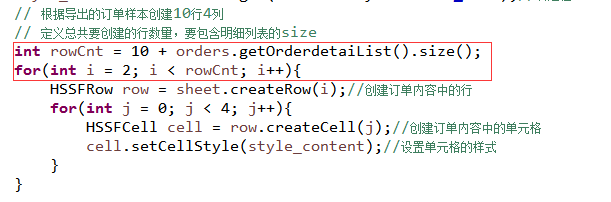 // 根据导出的订单样本创建10行4列
// 定义总共要创建的行数量，要包含明细列表的size
int rowCnt = 10 + orders.getOrderdetaiList().size();
for(int i = 2; i < rowCnt; i++){
HSSFRow row = sheet.createRow(i);//创建订单内容中的行
for(int j = 0; j < 4; j++){
HSSFCell cell = row.createCell(j);//创建订单内容中的单元格
cell.setCellStyle(style_content);//设置单元格的样式
}
}